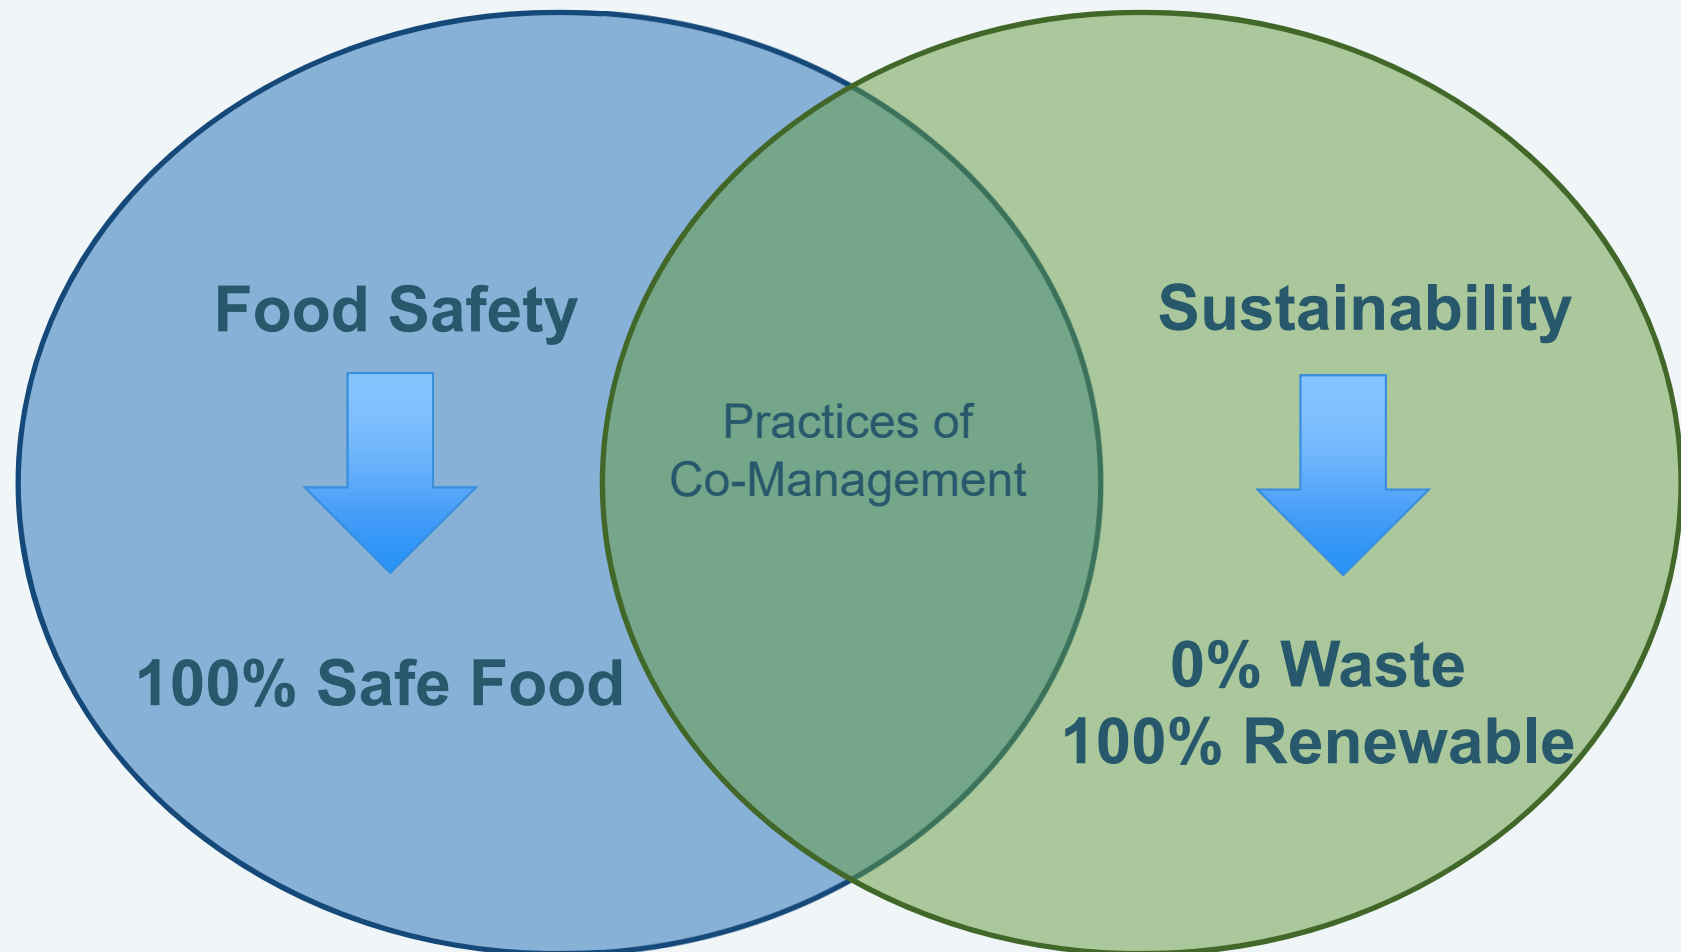 Food Safety
100% Safe Food
Practices of
Co-Management
Sustainability
0% Waste
100% Renewable